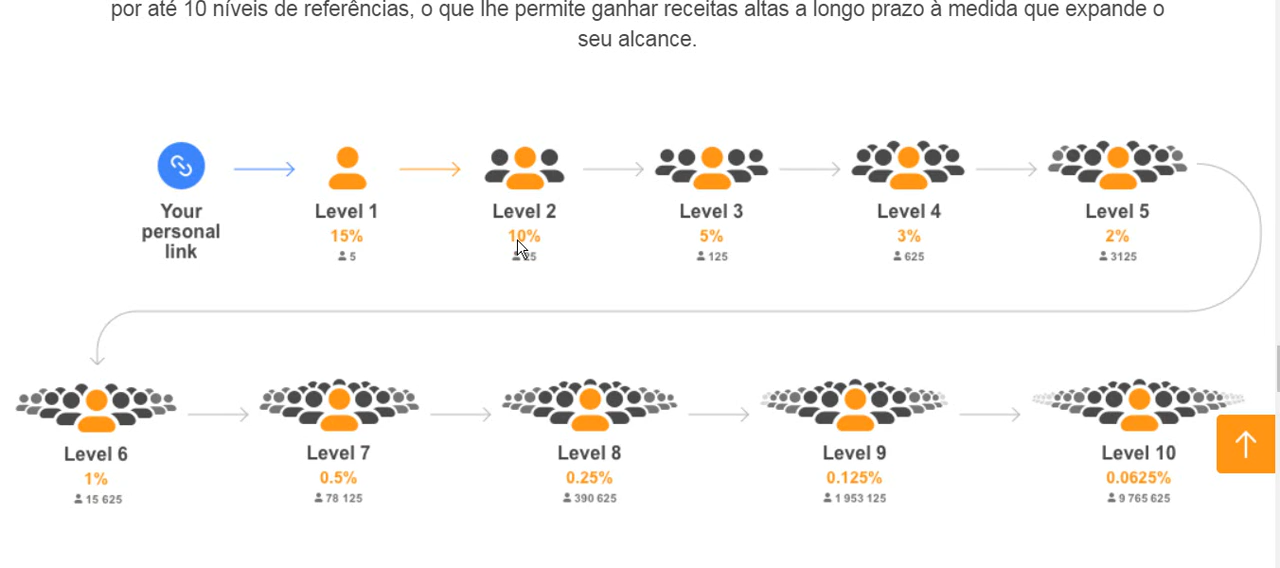 por até 10 níveis de referências, o que lhe permite ganhar receitas altas a longo prazo à medida que expande o
seu alcance.
Your
personal
link
Level 1
15%
5
Level 2
10%
25
Level 3
5%
125
Level 4
3%
625
Level 5
2%
3125
Level 6
1%
15 625
Level 7
0.5%
78 125
Level 8
0.25%
390 625
Level 9
0.125%
1 953 125
Level 10
0.0625%
9 765 625